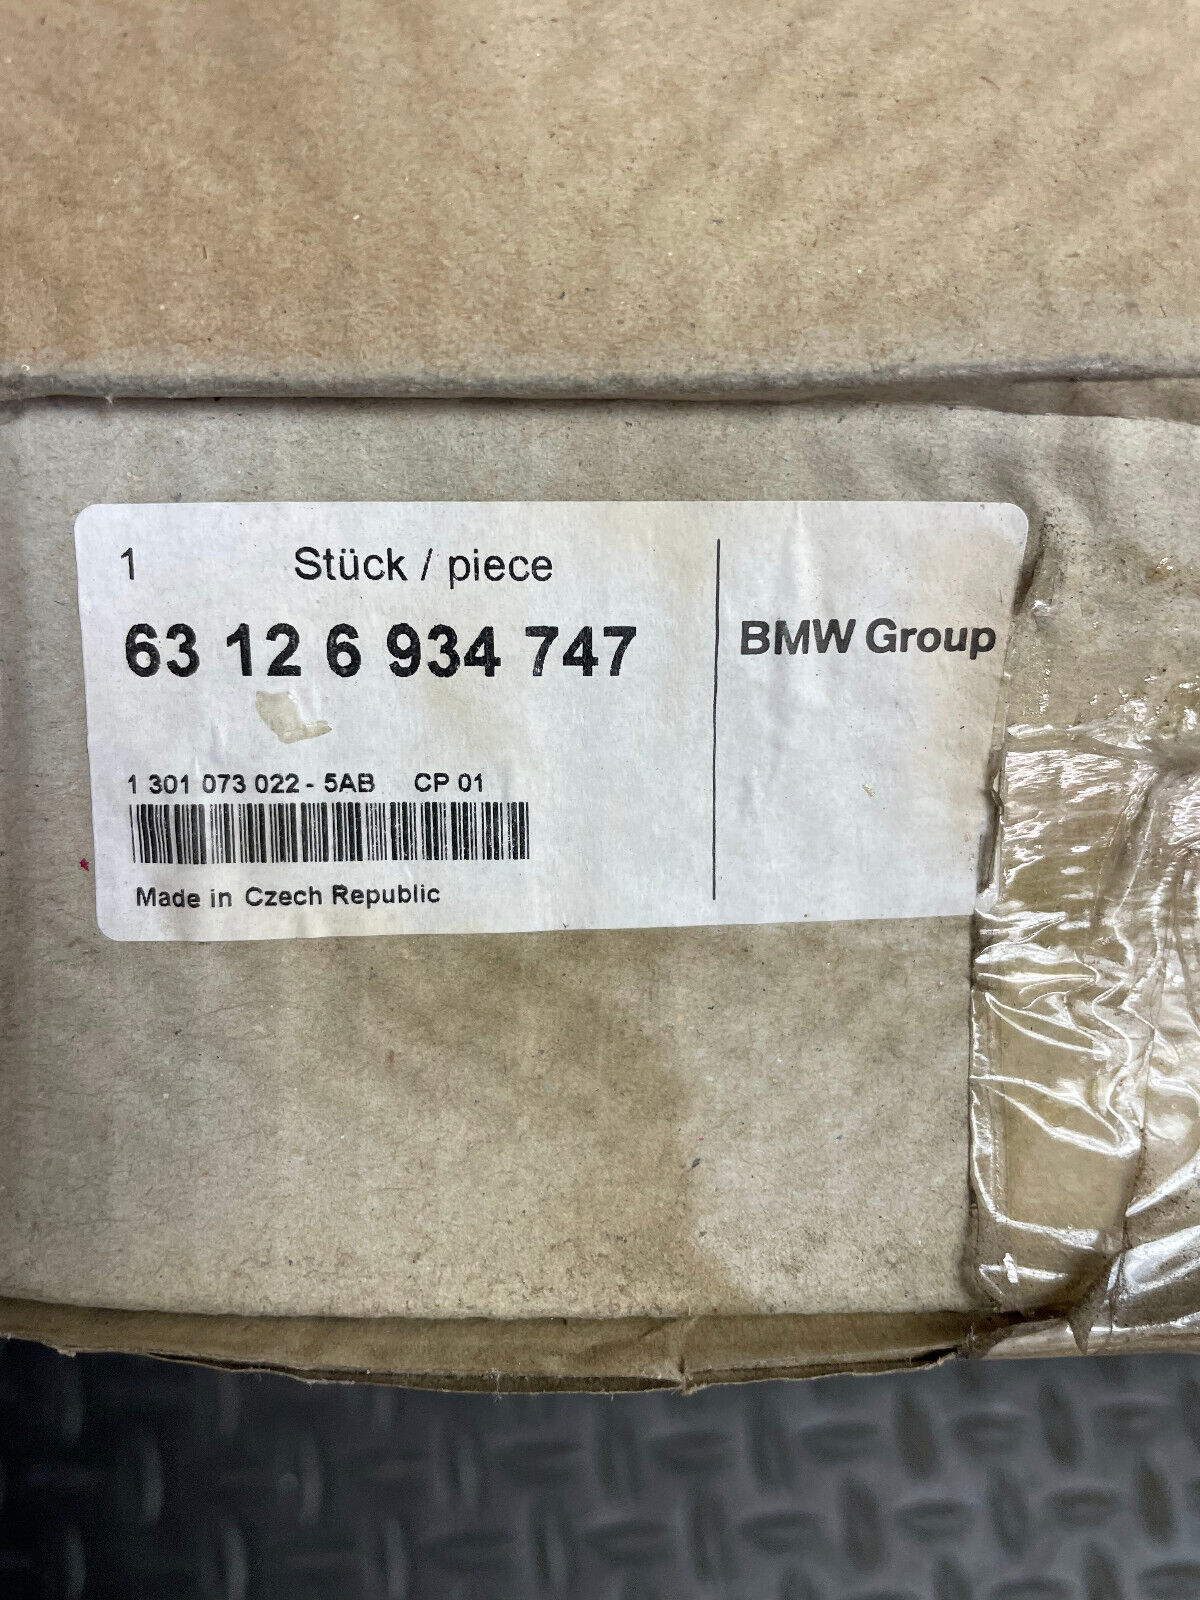 1 Stück / piece
63 12 6 934 747
BMW Group
1 301 073 022 - 5AB CP 01
Made in Czech Republic